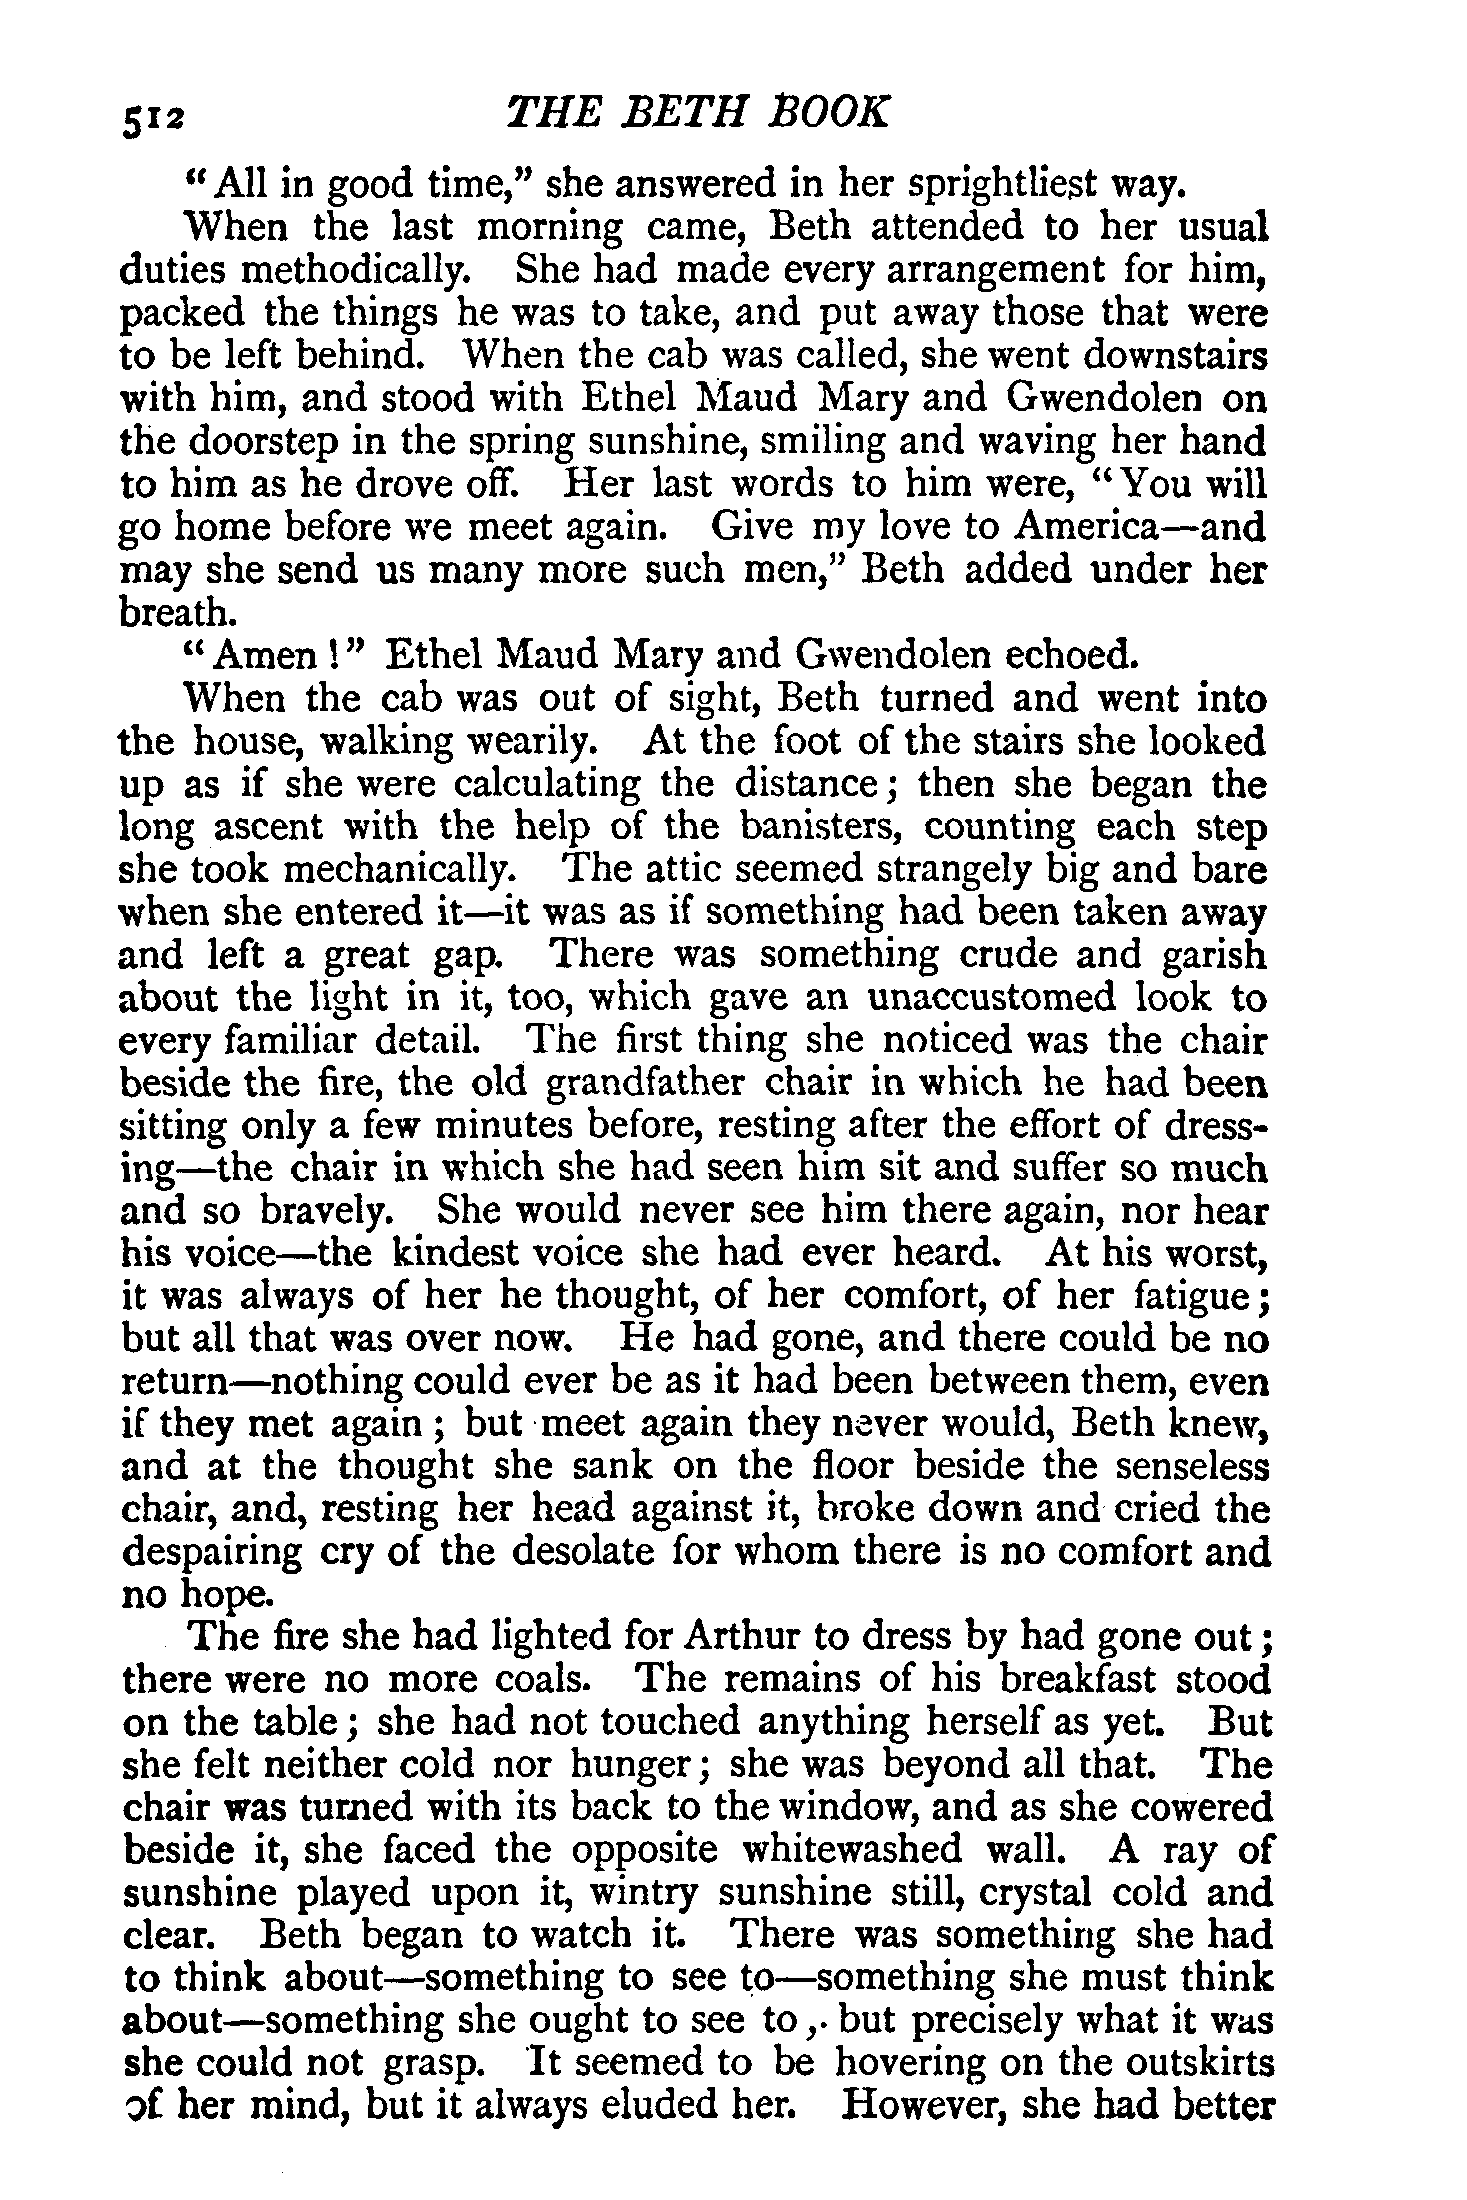 512 THE BETH BOOK
“All in good time,” she answered in her sprightliest way.
When the last morning came, Beth attended to her usual
duties methodically. She had made every arrangement for him,
packed the things he was to take, and put away those that were
to be left behind. When the cab was called, she went downstairs
with him, and stood with Ethel Maud Mary and Gwendolen on
the doorstep in the spring sunshine, smiling and waving her hand
to him as he drove off. Her last words to him were, “You will
go home before we meet again. Give my love to America—and
may she send us many more such men,” Beth added under her
breath.
“Amen!” Ethel Maud Mary and Gwendolen echoed.
When the cab was out of sight, Beth turned and went into
the house, walking wearily. At the foot of the stairs she looked
up as if she were calculating the distance; then she began the
long ascent with the help of the banisters, counting each step
she took mechanically. The attic seemed strangely big and bare
when she entered it—it was as if something had been taken away
and left a great gap. There was something crude and garish
about the light in it, too, which gave an unaccustomed look to
every familiar detail. The first thing she noticed was the chair
beside the fire, the old grandfather chair in which he had been
sitting only a few minutes before, resting after the effort of dress-
ing—the chair in which she had seen him sit and suffer so much
and so bravely. She would never see him there again, nor hear
his voice—the kindest voice she had ever heard. At his worst,
it was always of her he thought, of her comfort, of her fatigue;
but all that was over now. He had gone, and there could be no
return—nothing could ever be as it had been between them, even
if they met again; but meet again they never would, Beth knew,
and at the thought she sank on the floor beside the senseless
chair, and, resting her head against it, broke down and cried the
despairing cry of the desolate for whom there is no comfort and
no hope.
The fire she had lighted for Arthur to dress by had gone out;
there were no more coals. The remains of his breakfast stood
on the table; she had not touched anything herself as yet. But
she felt neither cold nor hunger; she was beyond all that. The
chair was turned with its back to the window, and as she cowered
beside it, she faced the opposite whitewashed wall. A ray of
sunshine played upon it, wintry sunshine still, crystal cold and
clear. Beth began to watch it. There was something she had
to think about—something to see to—something she must think
about—something she ought to see to,. but precisely what it was
she could not grasp. It seemed to be hovering on the outskirts
of her mind, but it always eluded her. However, she had better